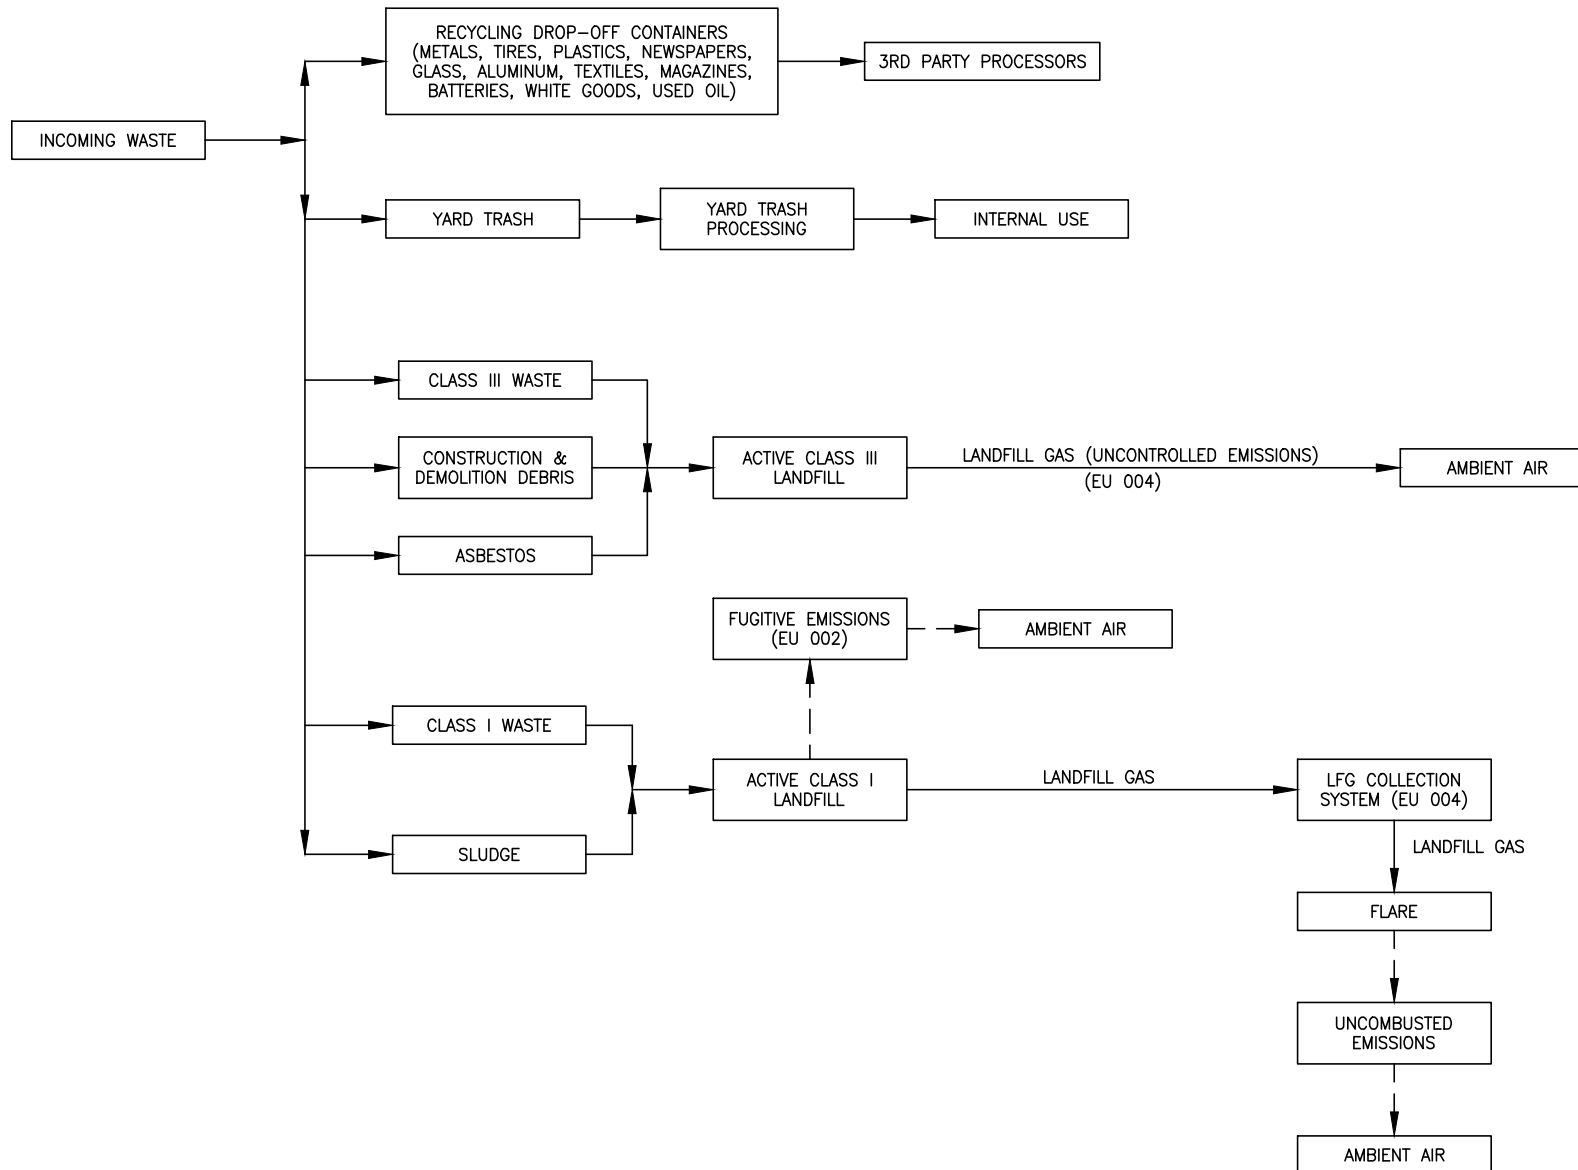 RECYCLING DROP-OFF CONTAINERS
(METALS, TIRES, PLASTICS, NEWSPAPERS,
GLASS, ALUMINUM, TEXTILES, MAGAZINES,
BATTERIES, WHITE GOODS, USED OIL)
3RD PARTY PROCESSORS
INCOMING WASTE
YARD TRASH
YARD TRASH
PROCESSING
INTERNAL USE
CLASS III WASTE
CONSTRUCTION &
DEMOLITION DEBRIS
ASBESTOS
ACTIVE CLASS III
LANDFILL
LANDFILL GAS (UNCONTROLLED EMISSIONS)
(EU 004)
AMBIENT AIR
FUGITIVE EMISSIONS
(EU 002)
AMBIENT AIR
CLASS I WASTE
SLUDGE
ACTIVE CLASS I
LANDFILL
LANDFILL GAS
LFG COLLECTION
SYSTEM (EU 004)
LANDFILL GAS
FLARE
UNCOMBUSTED
EMISSIONS
AMBIENT AIR